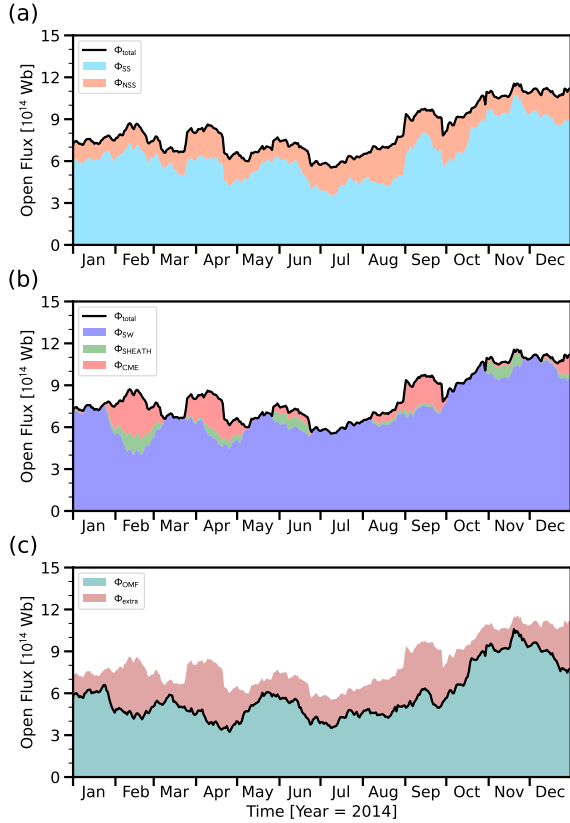 (a)
15
12
9
6
3
0
Open Flux [10¹⁴ Wb]
Φtotal
ΦSS
ΦNSS
Jan Feb Mar Apr May Jun Jul Aug Sep Oct Nov Dec
(b)
15
12
9
6
3
0
Open Flux [10¹⁴ Wb]
Φtotal
ΦSW
ΦSHEATH
ΦCME
Jan Feb Mar Apr May Jun Jul Aug Sep Oct Nov Dec
(c)
15
12
9
6
3
0
Open Flux [10¹⁴ Wb]
ΦOMF
Φextra
Jan Feb Mar Apr May Jun Jul Aug Sep Oct Nov Dec
Time [Year = 2014]